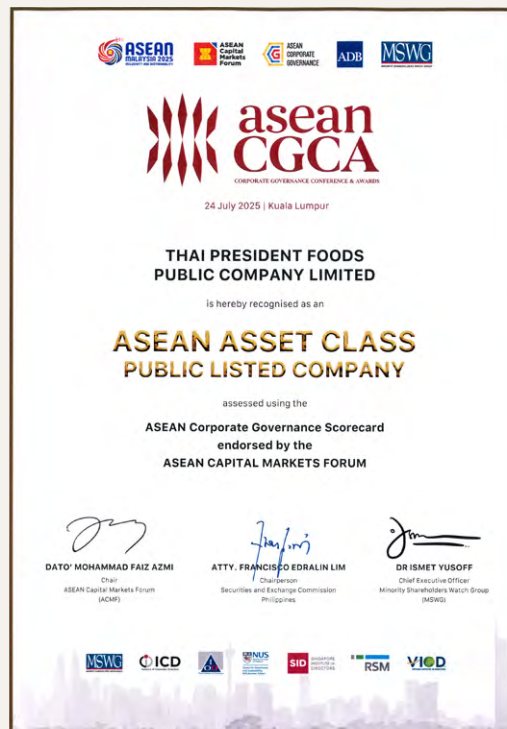 ASEAN
MALAYSIA 2025
INCLUSIVITY AND SUSTAINABILITY
ASEAN
Capital
Markets
Forum
ASEAN
CORPORATE
GOVERNANCE
ADB
MSWG
asean
CGCA
CORPORATE GOVERNANCE CONFERENCE & AWARDS
24 July 2025 | Kuala Lumpur
THAI PRESIDENT FOODS
PUBLIC COMPANY LIMITED
is hereby recognised as an
ASEAN ASSET CLASS
PUBLIC LISTED COMPANY
assessed using the
ASEAN Corporate Governance Scorecard
endorsed by the
ASEAN CAPITAL MARKETS FORUM
DATO' MOHAMMAD FAIZ AZMI
Chair
ASEAN Capital Markets Forum
(ACMF)
ATTY. FRANCISCO EDRALIN LIM
Chairperson
Securities and Exchange Commission
Philippines
DR ISMET YUSOFF
Chief Executive Officer
Minority Shareholders Watch Group
(MSWG)
MSWG
ICD
NUS
SID
SINGAPORE
INSTITUTE OF
DIRECTORS
RSM
VIOD